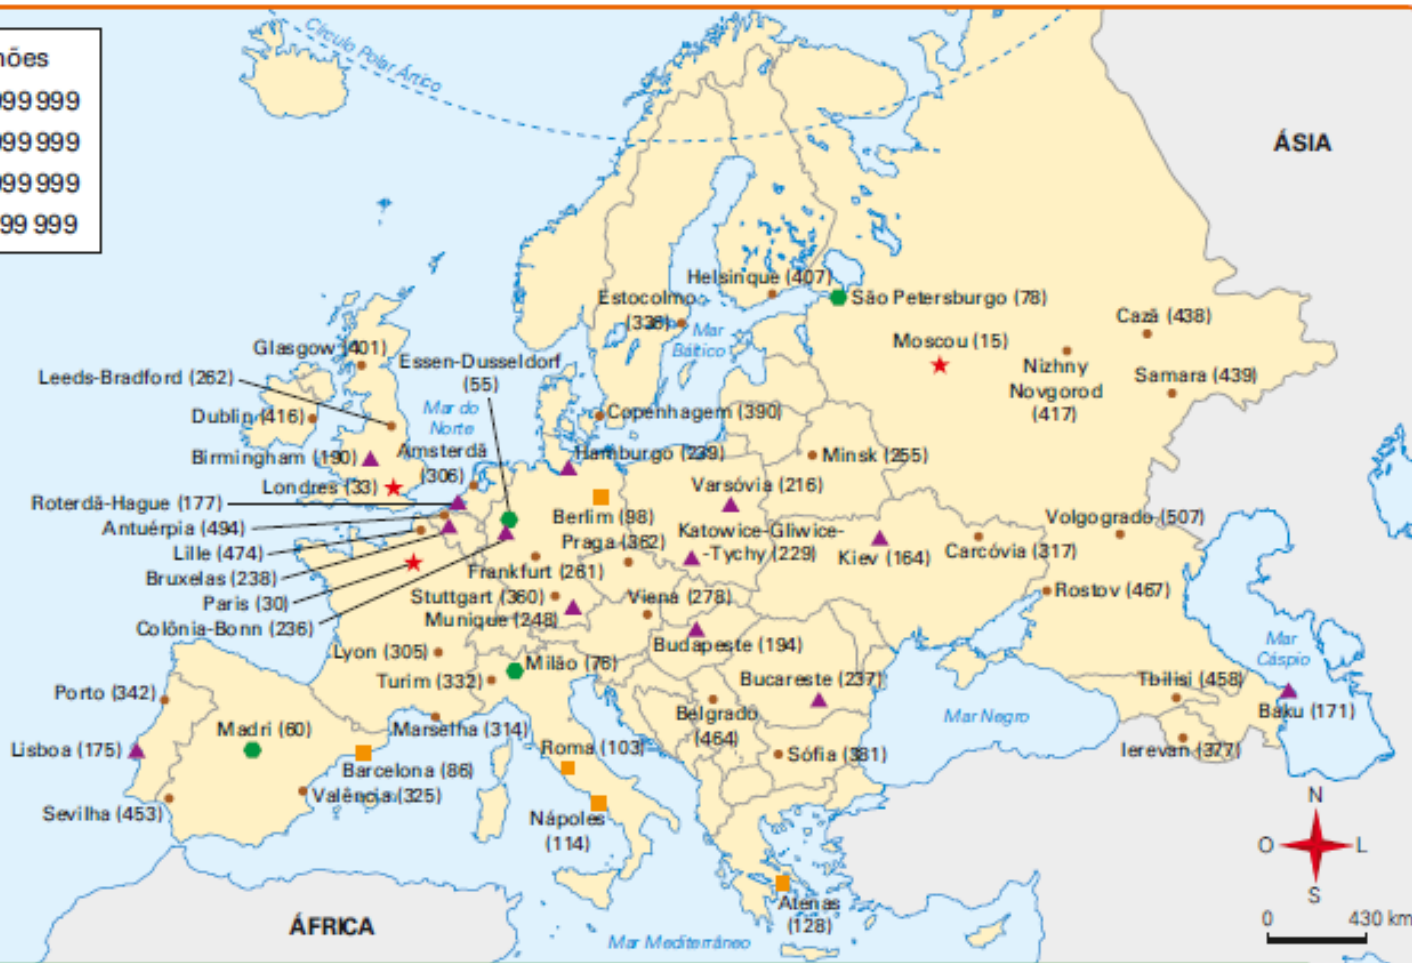 hões
999 999
999 999
999 999
99 999
Círculo Polar Ártico
ÁSIA
Helsinque (407)
Estocolmo
(336)
São Petersburgo (78)
Mar
Báltico
Cazã (438)
Moscou (15)
Glasgow (401)
Essen-Dusseldorf
(55)
Nizhny
Novgorod
(417)
Samara (439)
Leeds-Bradford (262)
Mar do
Norte
Dublin (416)
Copenhagem (390)
Birmingham (190)
Amsterdã
(306)
Hamburgo (239)
Minsk (255)
Londres (33)
Varsóvia (216)
Roterdã-Hague (177)
Berlim (98)
Volgogrado (507)
Antuérpia (494)
Katowice-Gliwice-
-Tychy (229)
Praga (362)
Kiev (164)
Carcóvia (317)
Lille (474)
Bruxelas (238)
Frankfurt (261)
Paris (30)
Stuttgart (360)
Viena (278)
Rostov (467)
Colônia-Bonn (236)
Munique (248)
Budapeste (194)
Mar
Cáspio
Lyon (305)
Milão (76)
Turim (332)
Bucareste (237)
Tbilisi (458)
Porto (342)
Baku (171)
Belgrado
(464)
Mar Negro
Madri (60)
Marselha (314)
Roma (103)
Lisboa (175)
Sófia (381)
Ierevan (377)
Barcelona (86)
Valência (325)
Sevilha (453)
Nápoles
(114)
N
O
L
S
Atenas
(128)
ÁFRICA
Mar Mediterrâneo
0
430 km